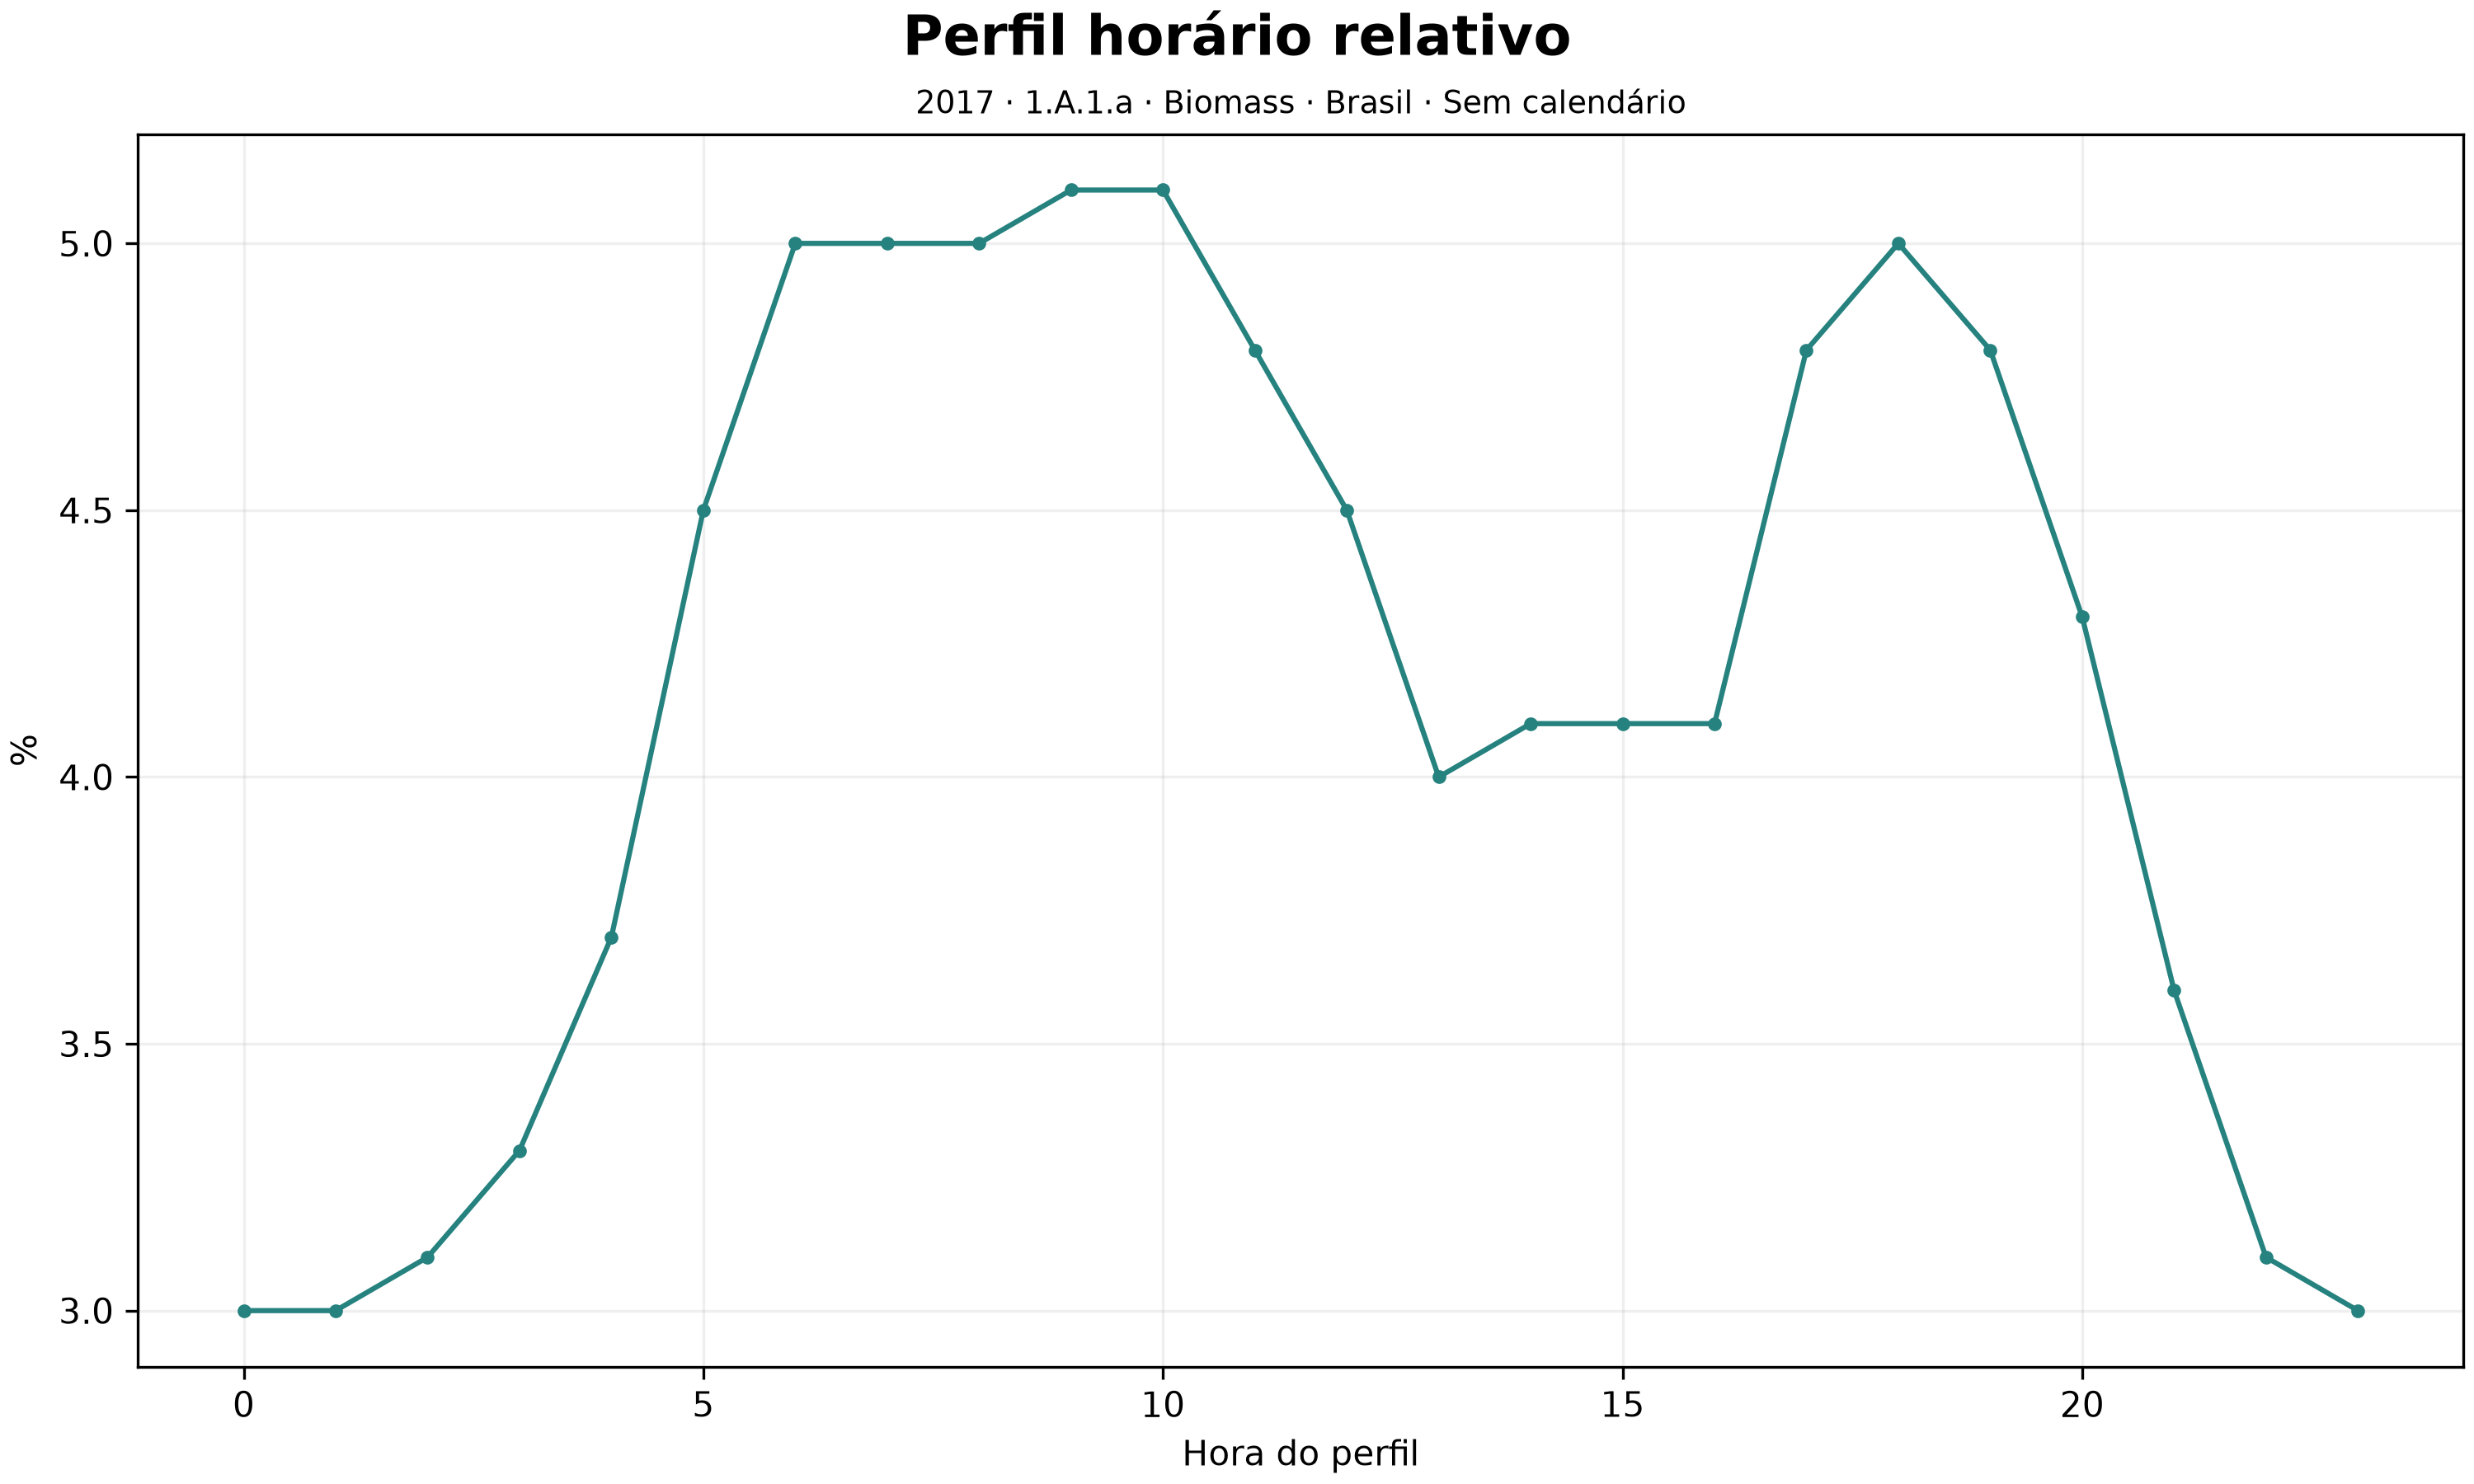 Perfil horário relativo
2017 · 1.A.1.a · Biomass · Brasil · Sem calendário
5.0
4.5
4.0
3.5
3.0
%
0 5 10 15 20
Hora do perfil